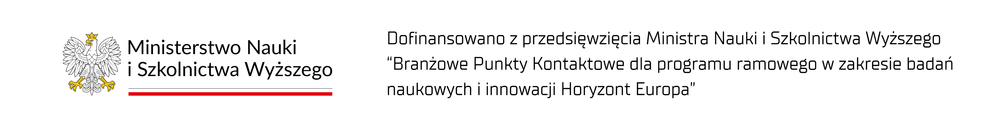 Ministerstwo Nauki
i Szkolnictwa Wyższego
Dofinansowano z przedsięwzięcia Ministra Nauki i Szkolnictwa Wyższego
“Branżowe Punkty Kontaktowe dla programu ramowego w zakresie badań
naukowych i innowacji Horyzont Europa”